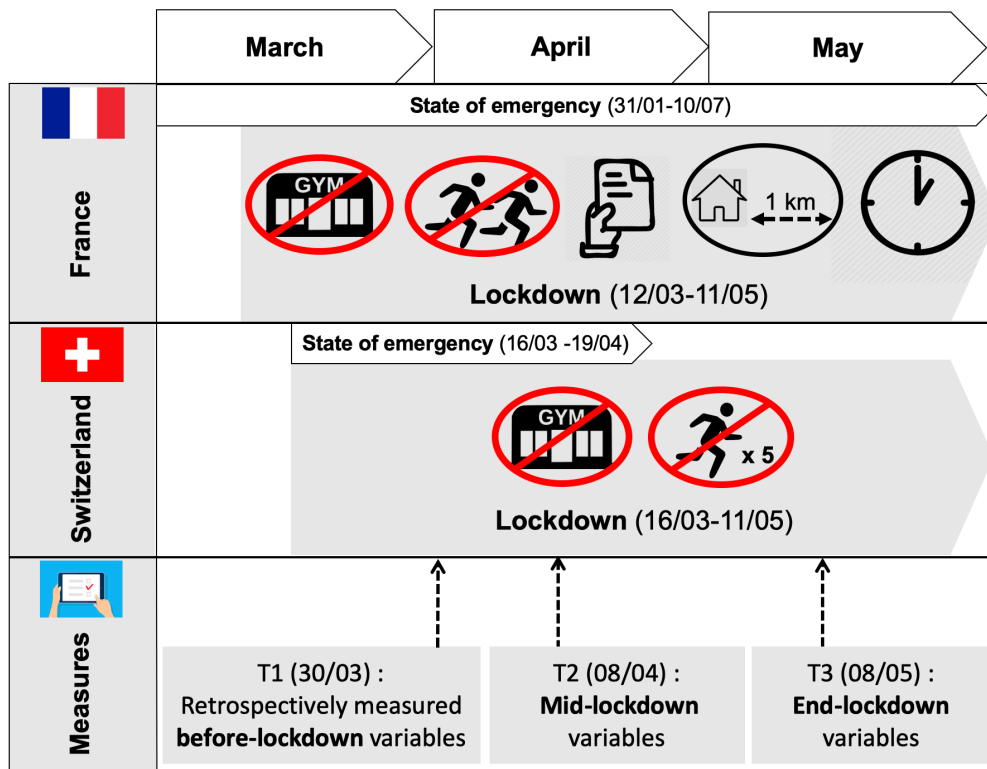 March
April
May
France
State of emergency (31/01-10/07)
GYM
1 km
Lockdown (12/03-11/05)
Switzerland
State of emergency (16/03 -19/04)
GYM
x 5
Lockdown (16/03-11/05)
Measures
T1 (30/03) :
Retrospectively measured
before-lockdown variables
T2 (08/04) :
Mid-lockdown
variables
T3 (08/05) :
End-lockdown
variables